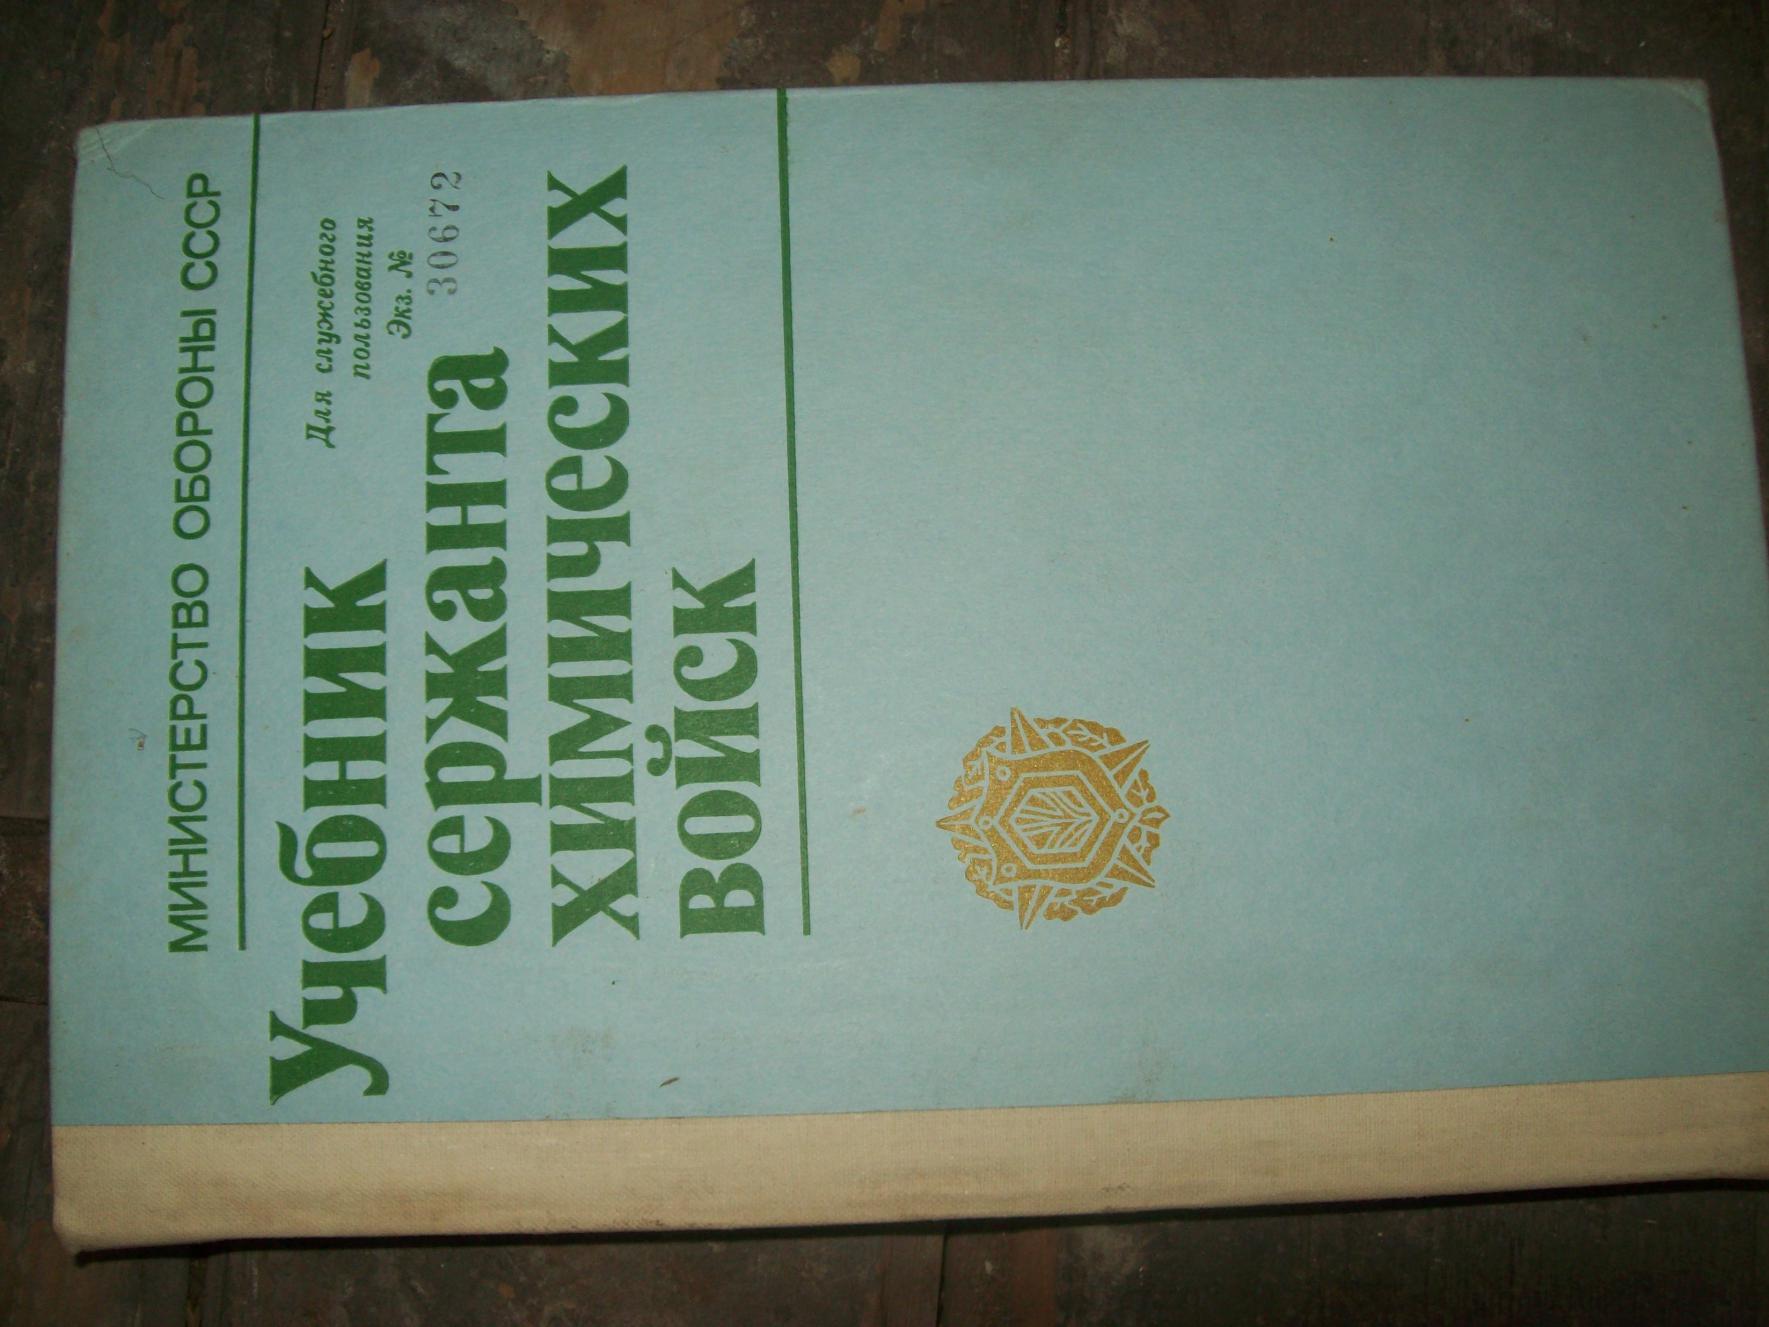 МИНИСТЕРСТВО ОБОРОНЫ СССР
Для служебного
пользования
Экз. №
30672
Учебник
сержанта
химических
войск